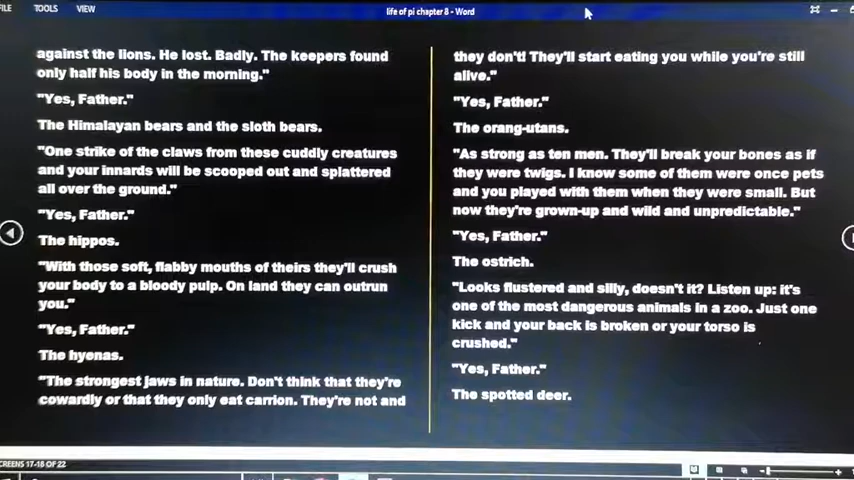 FILE TOOLS VIEW
life of pi chapter 8 - Word
against the lions. He lost. Badly. The keepers found
only half his body in the morning."
"Yes, Father."
The Himalayan bears and the sloth bears.
"One strike of the claws from these cuddly creatures
and your innards will be scooped out and splattered
all over the ground."
"Yes, Father."
The hippos.
"With those soft, flabby mouths of theirs they'll crush
your body to a bloody pulp. On land they can outrun
you."
"Yes, Father."
The hyenas.
"The strongest jaws in nature. Don't think that they're
cowardly or that they only eat carrion. They're not and
they don't! They'll start eating you while you're still
alive."
"Yes, Father."
The orang-utans.
"As strong as ten men. They'll break your bones as if
they were twigs. I know some of them were once pets
and you played with them when they were small. But
now they're grown-up and wild and unpredictable."
"Yes, Father."
The ostrich.
"Looks flustered and silly, doesn't it? Listen up: it's
one of the most dangerous animals in a zoo. Just one
kick and your back is broken or your torso is
crushed."
"Yes, Father."
The spotted deer.
CREENS 17-18 OF 22